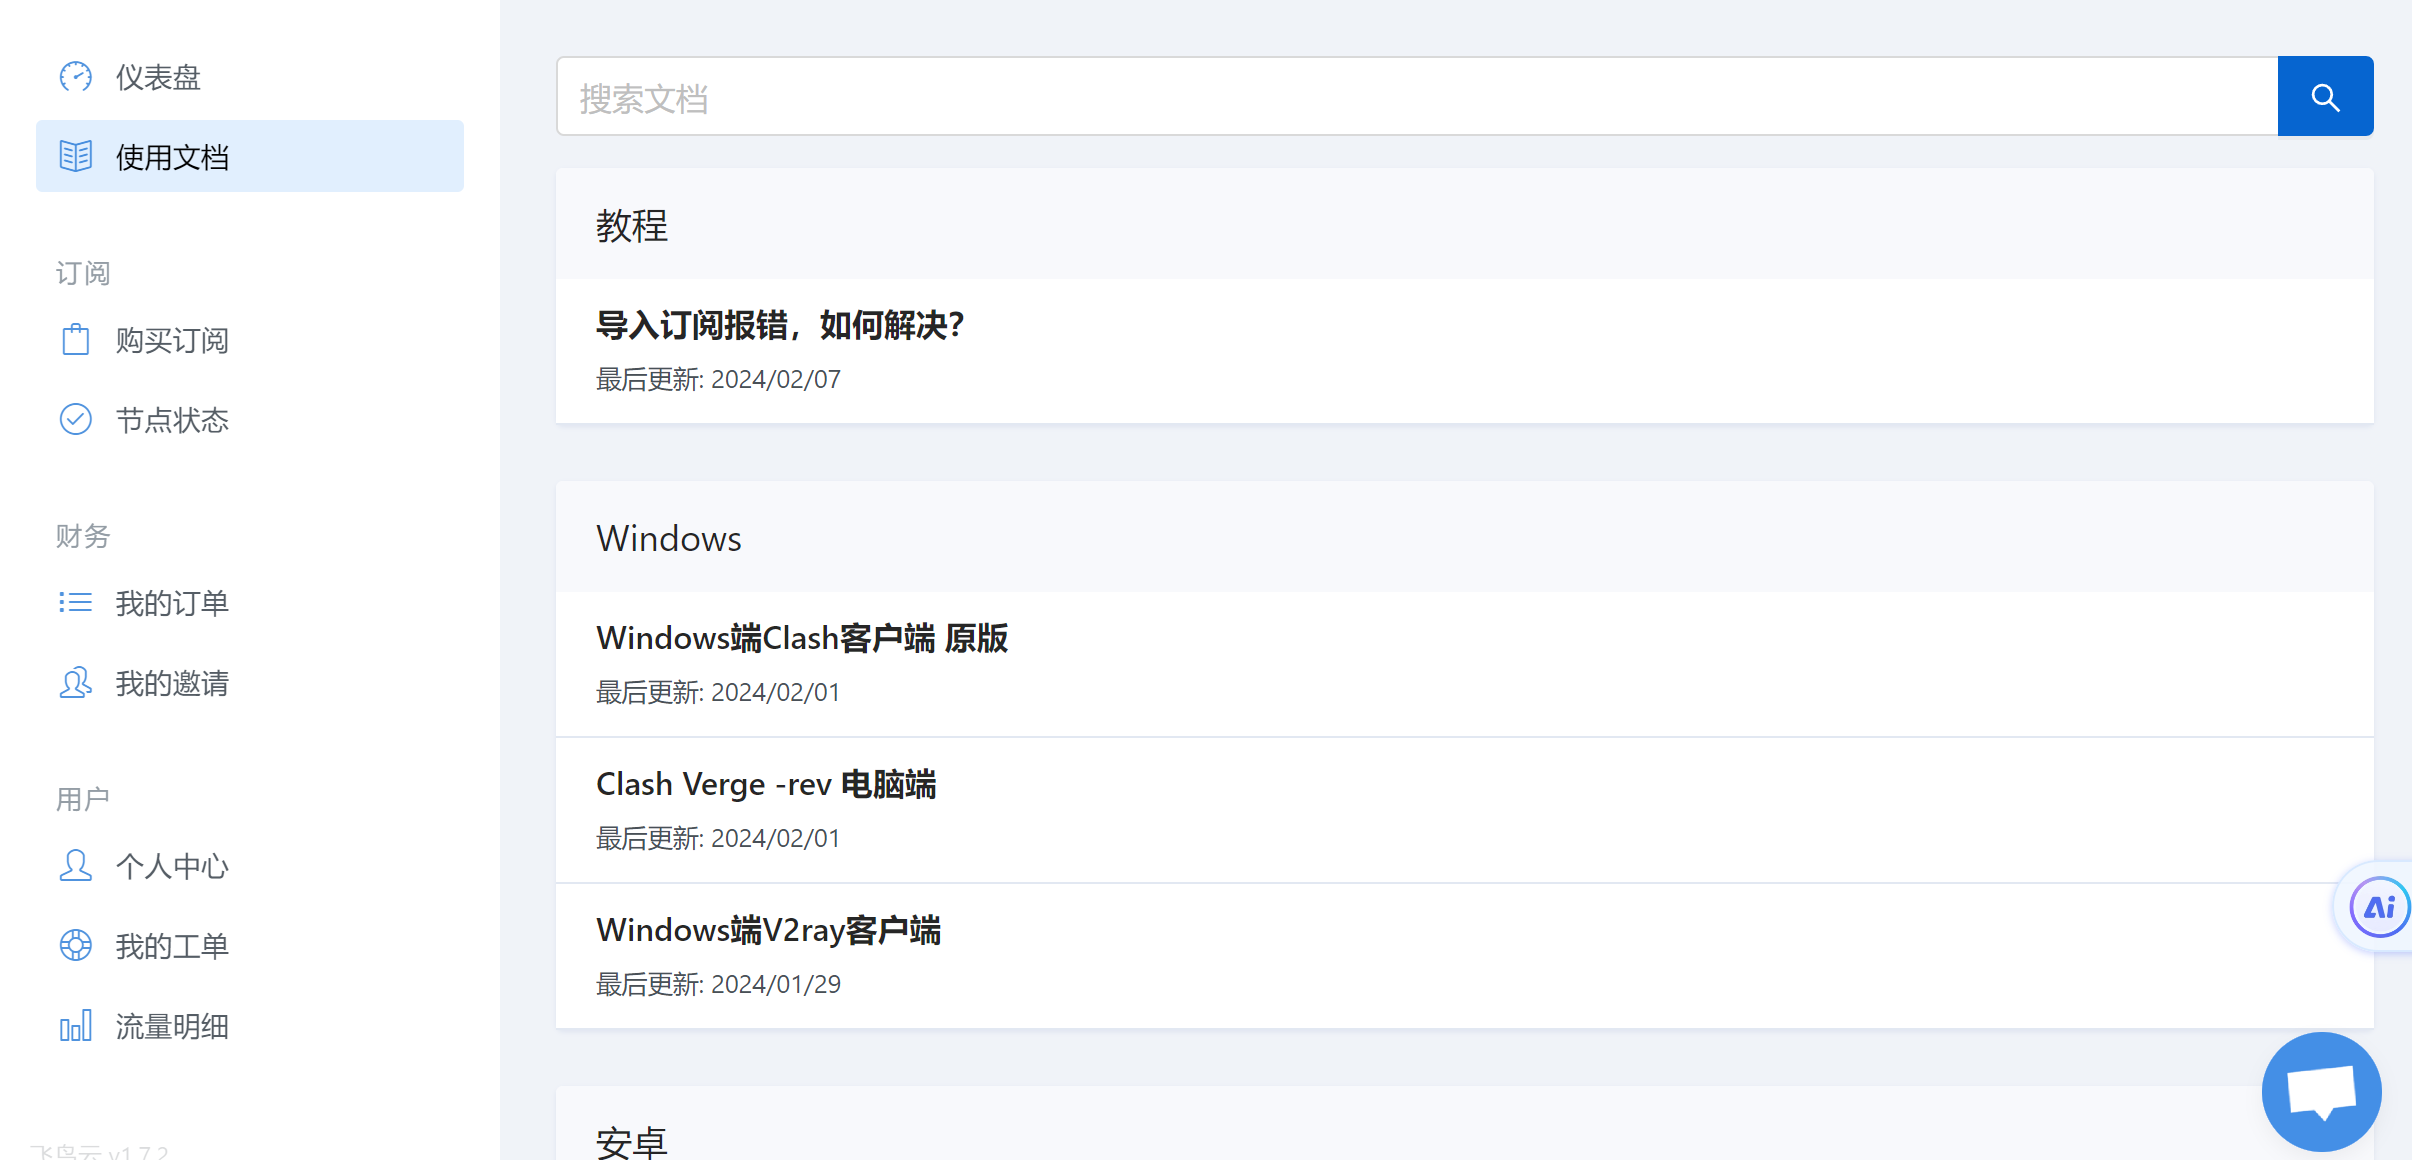 仪表盘
使用文档
订阅
购买订阅
节点状态
财务
我的订单
我的邀请
用户
个人中心
我的工单
流量明细
飞鸟云 v1.7.2
搜索文档
教程
导入订阅报错，如何解决？
最后更新: 2024/02/07
Windows
Windows端Clash客户端 原版
最后更新: 2024/02/01
Clash Verge -rev 电脑端
最后更新: 2024/02/01
Windows端V2ray客户端
最后更新: 2024/01/29
安卓
Ai